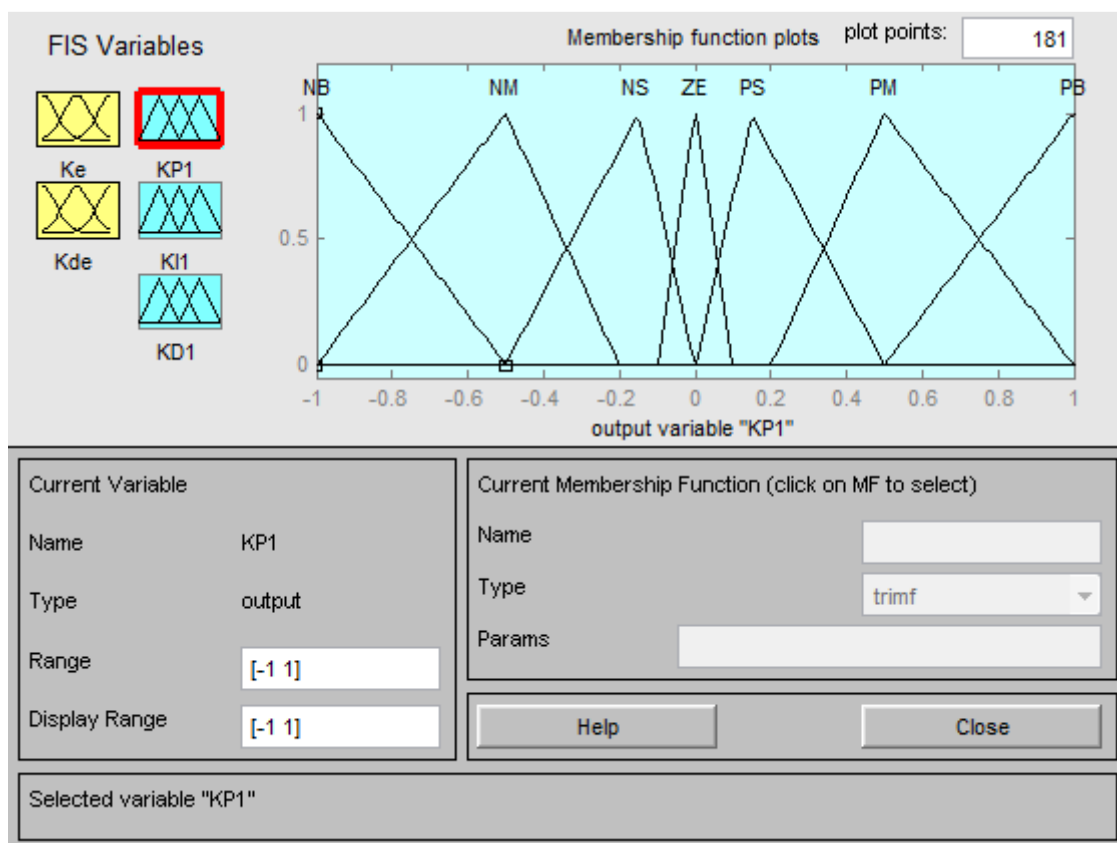 FIS Variables
Membership function plots
plot points:
181
Ke
KP1
Kde
KI1
KD1
NB NM NS ZE PS PM PB
1
0.5
0
-1 -0.8 -0.6 -0.4 -0.2 0 0.2 0.4 0.6 0.8 1
output variable "KP1"
Current Variable
Name KP1
Type output
Range [-1 1]
Display Range [-1 1]
Current Membership Function (click on MF to select)
Name
Type trimf
Params
Help Close
Selected variable "KP1"